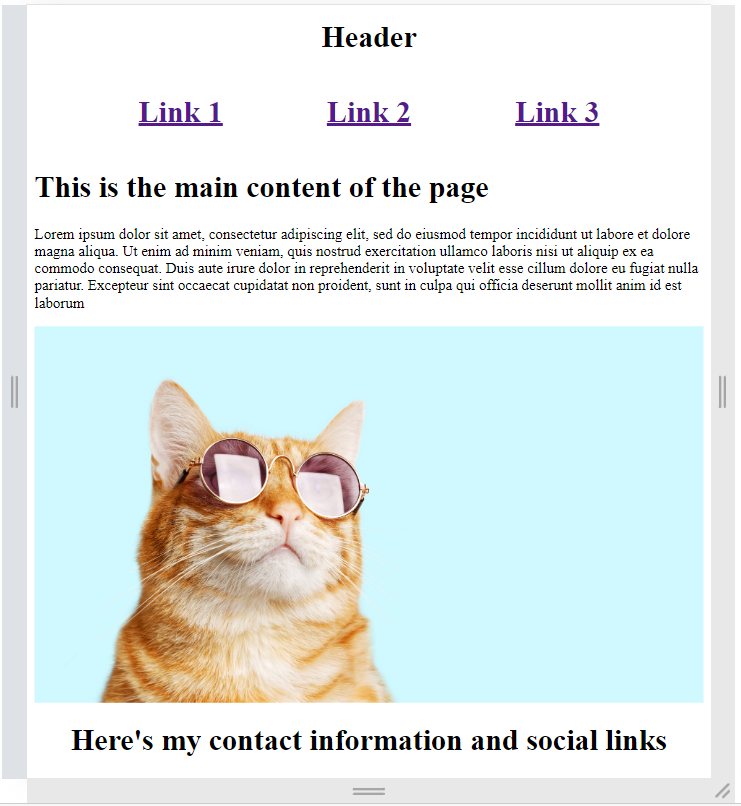 Header
Link 1 Link 2 Link 3
This is the main content of the page
Lorem ipsum dolor sit amet, consectetur adipiscing elit, sed do eiusmod tempor incididunt ut labore et dolore
magna aliqua. Ut enim ad minim veniam, quis nostrud exercitation ullamco laboris nisi ut aliquip ex ea
commodo consequat. Duis aute irure dolor in reprehenderit in voluptate velit esse cillum dolore eu fugiat nulla
pariatur. Excepteur sint occaecat cupidatat non proident, sunt in culpa qui officia deserunt mollit anim id est
laborum
Here's my contact information and social links